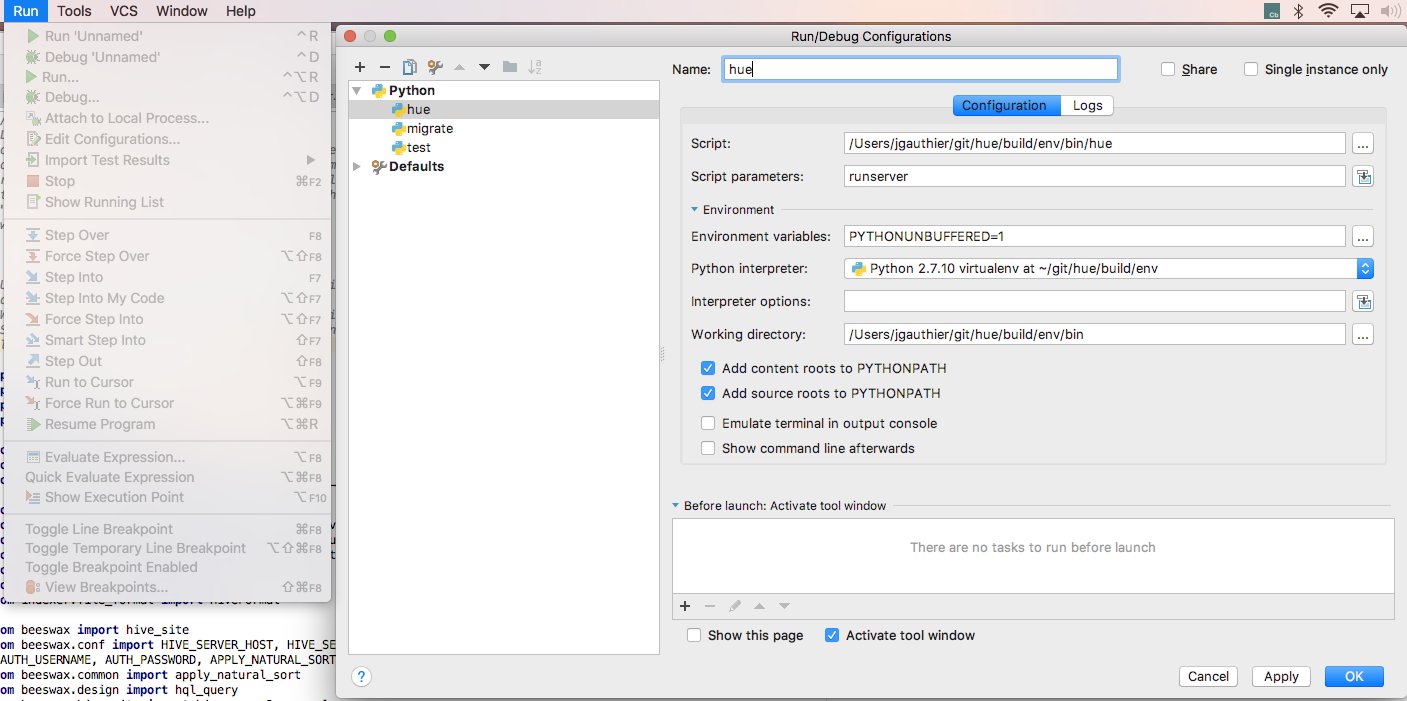 Run Tools VCS Window Help
Run 'Unnamed' ^R
Debug 'Unnamed' ^D
Run... ^⌥R
Debug... ^⌥D
Attach to Local Process...
Edit Configurations...
Import Test Results
Stop ⌘F2
Show Running List
Step Over F8
Force Step Over ⌥⇧F8
Step Into F7
Step Into My Code ⌥⇧F7
Force Step Into ⌥⇧F7
Smart Step Into ⇧F7
Step Out ⇧F8
Run to Cursor ⌥F9
Force Run to Cursor ⌥⌘F9
Resume Program ⌥⌘R
Evaluate Expression... ⌥F8
Quick Evaluate Expression ⌥⌘F8
Show Execution Point ⌥F10
Toggle Line Breakpoint ⌘F8
Toggle Temporary Line Breakpoint ⌥⇧⌘F8
Toggle Breakpoint Enabled
View Breakpoints... ⇧⌘F8
om beeswax import hive_site
om beeswax.conf import HIVE_SERVER_HOST, HIVE_SE
AUTH_USERNAME, AUTH_PASSWORD, APPLY_NATURAL_SORT
om beeswax.common import apply_natural_sort
om beeswax.design import hql_query
Run/Debug Configurations
Python
hue
migrate
test
Defaults
Name: hue Share Single instance only
Configuration Logs
Script: /Users/jgauthier/git/hue/build/env/bin/hue ...
Script parameters: runserver
Environment
Environment variables: PYTHONUNBUFFERED=1 ...
Python interpreter: Python 2.7.10 virtualenv at ~/git/hue/build/env
Interpreter options:
Working directory: /Users/jgauthier/git/hue/build/env/bin ...
Add content roots to PYTHONPATH
Add source roots to PYTHONPATH
Emulate terminal in output console
Show command line afterwards
Before launch: Activate tool window
There are no tasks to run before launch
Show this page Activate tool window
? Cancel Apply OK